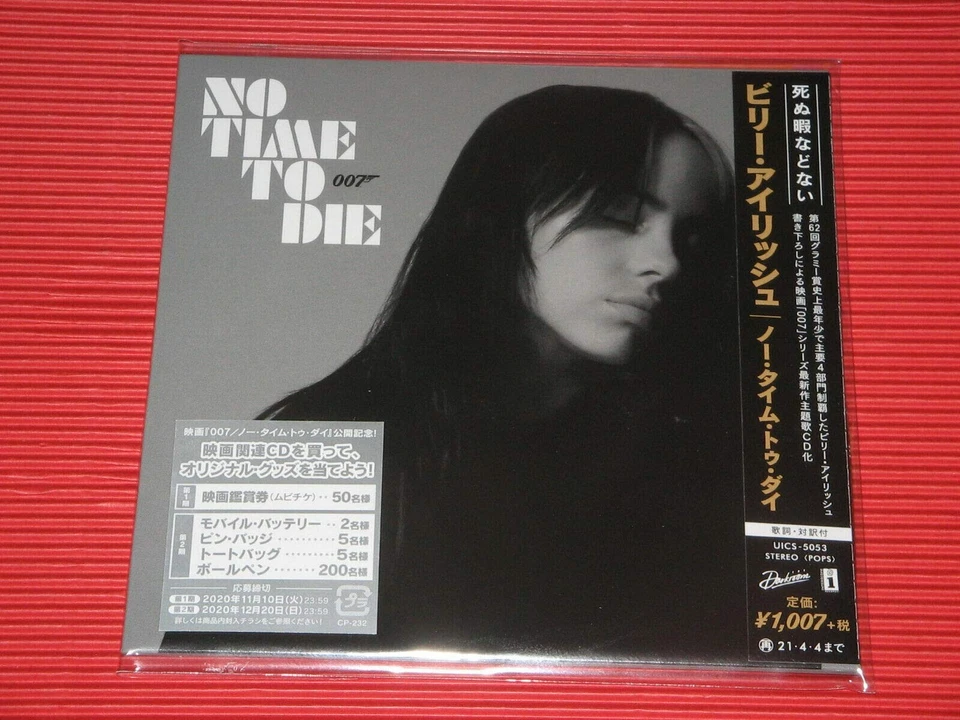 NO
TIME
TO
DIE
007
映画『007/ノー・タイム・トゥ・ダイ』公開記念!
映画関連CDを買って、
オリジナル・グッズを当てよう!
第1期
映画鑑賞券(ムビチケ)‥50名様
第2期
モバイル・バッテリー‥2名様
ピン・バッジ‥‥‥‥‥5名様
トートバッグ‥‥‥‥5名様
ボールペン‥‥‥200名様
応募締切
第1期 2020年11月10日(火)23:59
第2期 2020年12月20日(日)23:59
詳しくは商品内封入チラシをご参照ください!
プラ
CP-232
死ぬ暇などない
ビリー・アイリッシュ|ノー・タイム・トゥ・ダイ
第62回グラミー賞史上最年少で主要4部門制覇したビリー・アイリッシュ
書き下ろしによる映画「007」シリーズ最新作主題歌CD化
歌詞・対訳付
UICS-5053
STEREO (POPS)
Darkroom
定価:
¥1,007+税
再 21・4・4まで